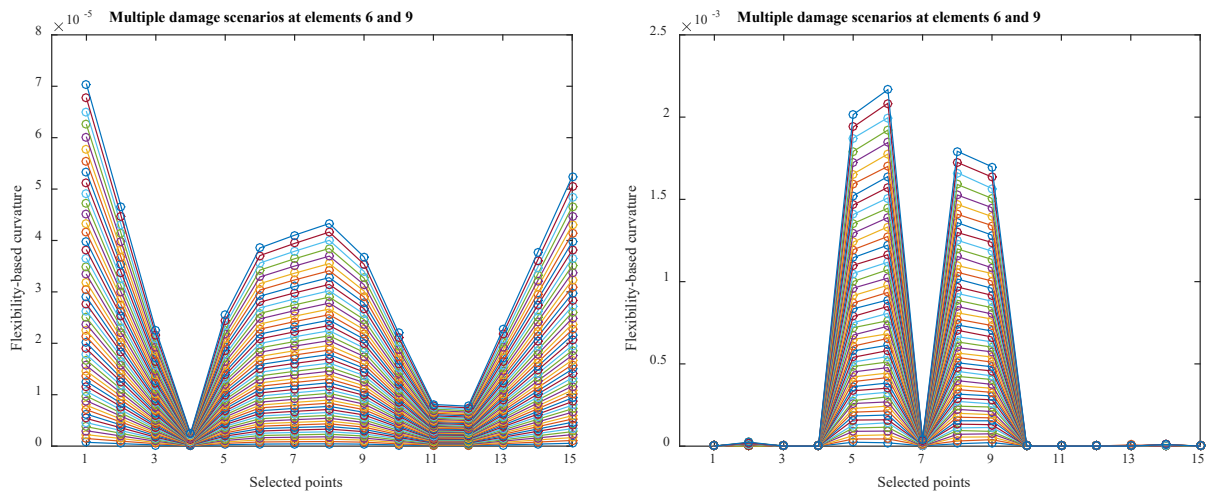 Multiple damage scenarios at elements 6 and 9
× 10 -5
8
7
6
5
4
3
2
1
0
1 3 5 7 9 11 13 15
Selected points
Flexibility-based curvature
Multiple damage scenarios at elements 6 and 9
× 10 -3
2.5
2
1.5
1
0.5
0
1 3 5 7 9 11 13 15
Selected points
Flexibility-based curvature